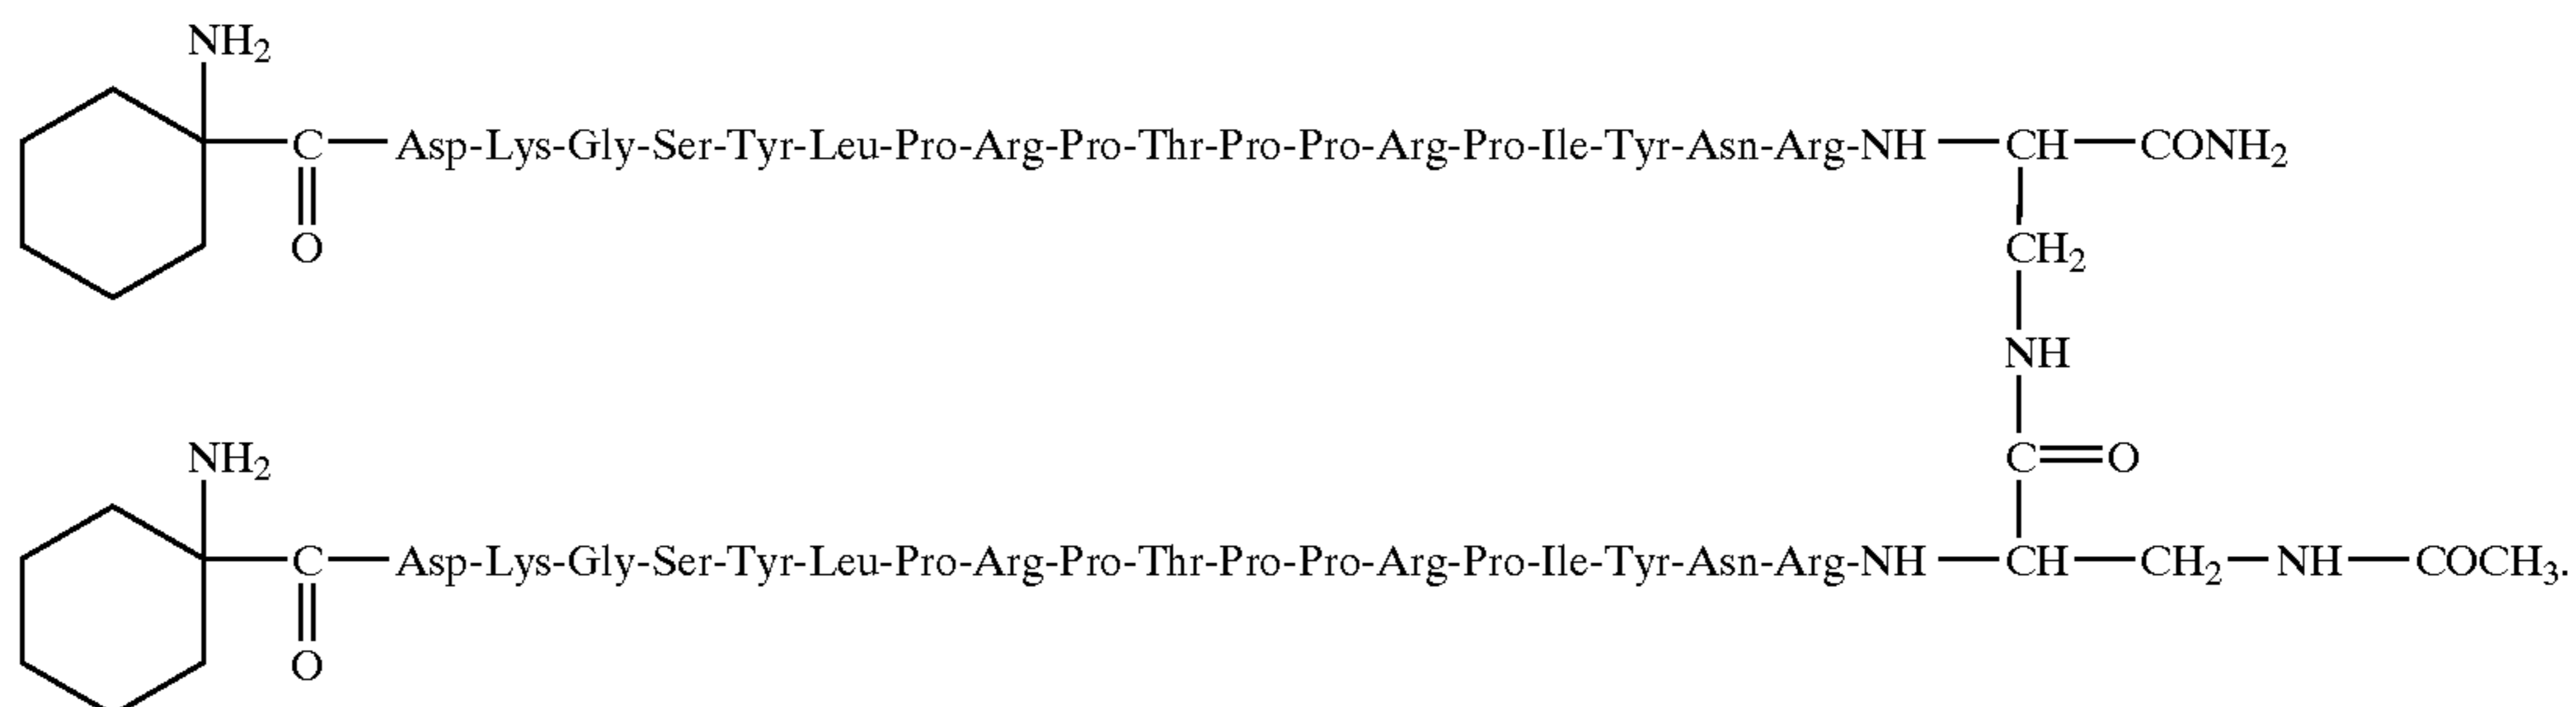 NH2
C—Asp-Lys-Gly-Ser-Tyr-Leu-Pro-Arg-Pro-Thr-Pro-Pro-Arg-Pro-Ile-Tyr-Asn-Arg-NH—CH—CONH2
O
CH2
NH
NH2
C=O
C—Asp-Lys-Gly-Ser-Tyr-Leu-Pro-Arg-Pro-Thr-Pro-Pro-Arg-Pro-Ile-Tyr-Asn-Arg-NH—CH—CH2—NH—COCH3.
O